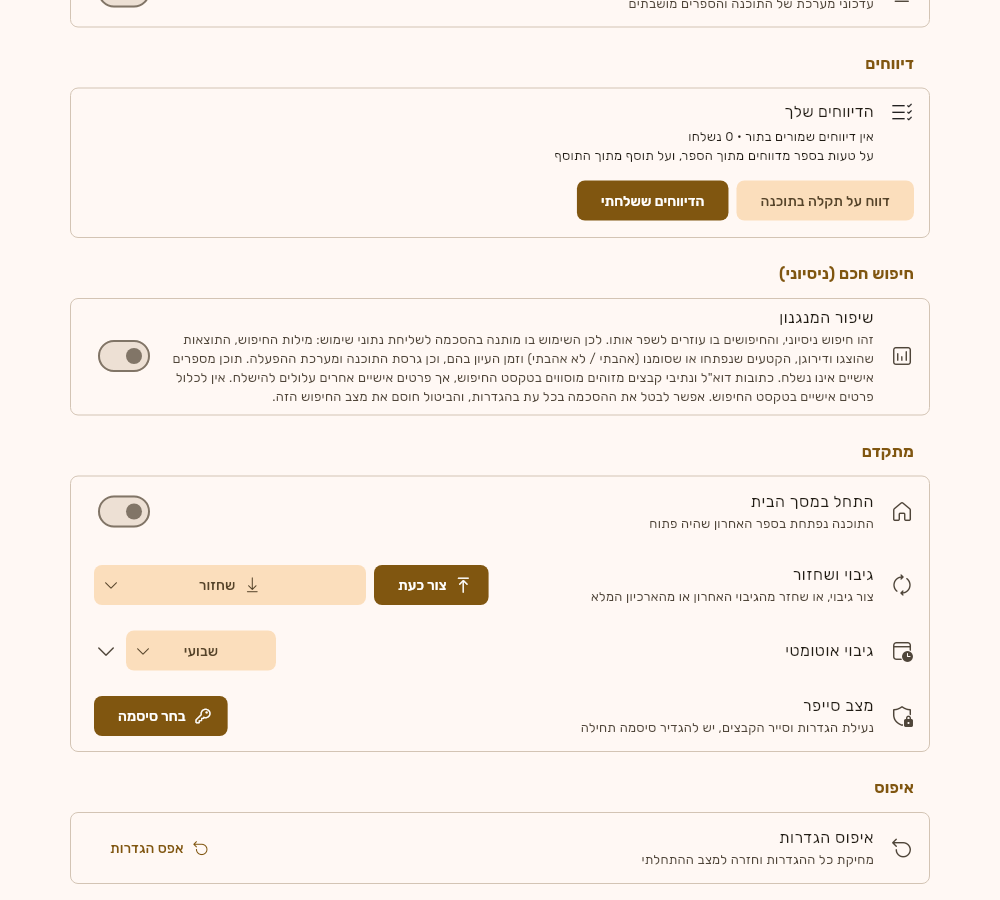 עדכוני מערכת של התוכנה והספרים מושבתים
דיווחים
הדיווחים שלך
אין דיווחים שמורים בתור • 0 נשלחו
על טעות בספר מדווחים מתוך הספר, ועל תוסף מתוך התוסף
דווח על תקלה בתוכנה
הדיווחים ששלחתי
חיפוש חכם (ניסיוני)
שיפור המנגנון
זהו חיפוש ניסיוני, והחיפושים בו עוזרים לשפר אותו. לכן השימוש בו מותנה בהסכמה לשליחת נתוני שימוש: מילות החיפוש, התוצאות
שהוצגו ודירוגן, הקטעים שנפתחו או שסומנו (אהבתי / לא אהבתי) וזמן העיון בהם, וכן גרסת התוכנה ומערכת ההפעלה. תוכן מספרים
אישיים אינו נשלח. כתובות דוא"ל ונתיבי קבצים מזוהים מוסווים בטקסט החיפוש, אך פרטים אישיים אחרים עלולים להישלח. אין לכלול
פרטים אישיים בטקסט החיפוש. אפשר לבטל את ההסכמה בכל עת בהגדרות, והביטול חוסם את מצב החיפוש הזה.
מתקדם
התחל במסך הבית
התוכנה נפתחת בספר האחרון שהיה פתוח
גיבוי ושחזור
צור גיבוי, או שחזר מהגיבוי האחרון או מהארכיון המלא
צור כעת
שחזור
גיבוי אוטומטי
שבועי
מצב סייפר
נעילת הגדרות וסייר הקבצים, יש להגדיר סיסמה תחילה
בחר סיסמה
איפוס
איפוס הגדרות
מחיקת כל ההגדרות וחזרה למצב ההתחלתי
אפס הגדרות